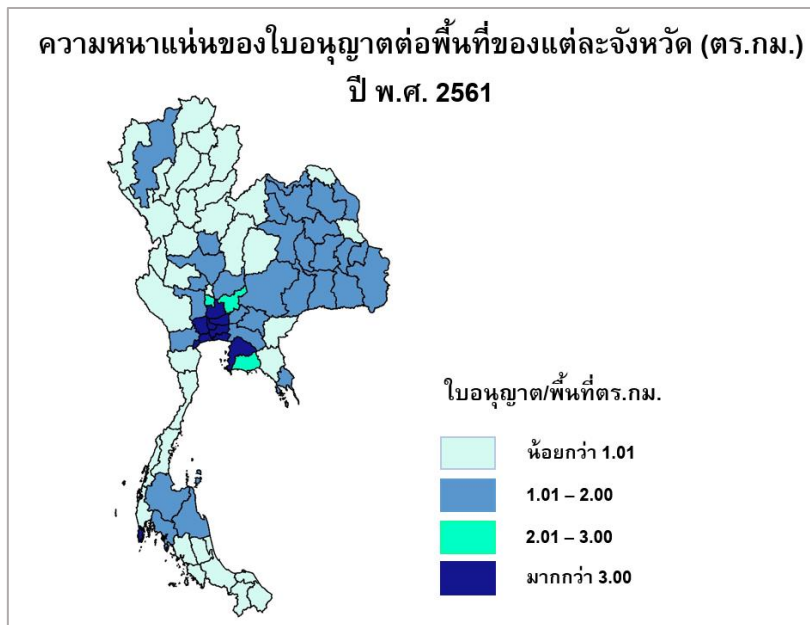 ความหนาแน่นของใบอนุญาตต่อพื้นที่ของแต่ละจังหวัด (ตร.กม.)
ปี พ.ศ. 2561
ใบอนุญาต/พื้นที่ตร.กม.
น้อยกว่า 1.01
1.01 – 2.00
2.01 – 3.00
มากกว่า 3.00